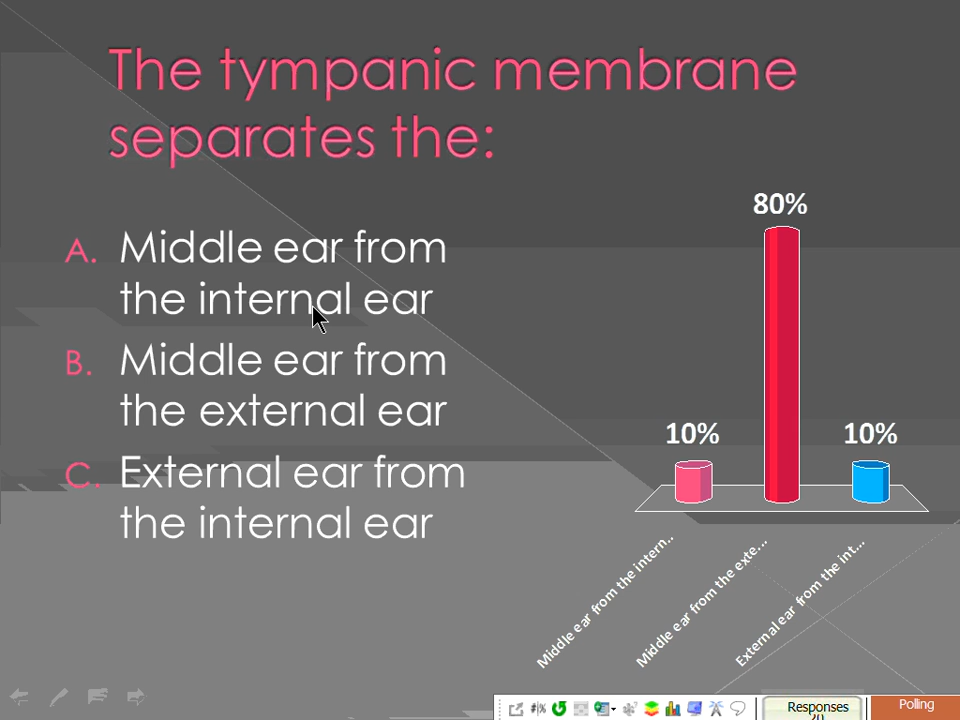 The tympanic membrane
separates the:
A. Middle ear from
the internal ear
B. Middle ear from
the external ear
C. External ear from
the internal ear
80%
10%
10%
Middle ear from the intern..
Middle ear from the exte...
External ear from the int...
Responses
20
Polling